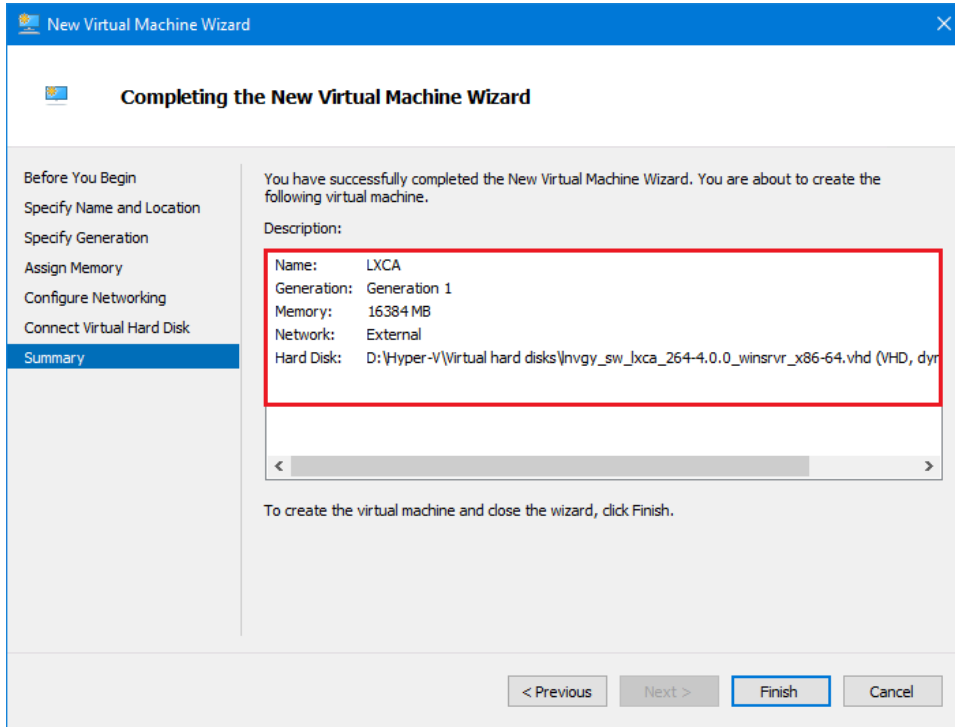 New Virtual Machine Wizard
Completing the New Virtual Machine Wizard
Before You Begin
Specify Name and Location
Specify Generation
Assign Memory
Configure Networking
Connect Virtual Hard Disk
Summary
You have successfully completed the New Virtual Machine Wizard. You are about to create the
following virtual machine.
Description:
Name: LXCA
Generation: Generation 1
Memory: 16384 MB
Network: External
Hard Disk: D:\Hyper-V\Virtual hard disks\lnvgy_sw_lxca_264-4.0.0_winsrvr_x86-64.vhd (VHD, dyr
To create the virtual machine and close the wizard, click Finish.
< Previous
Next >
Finish
Cancel